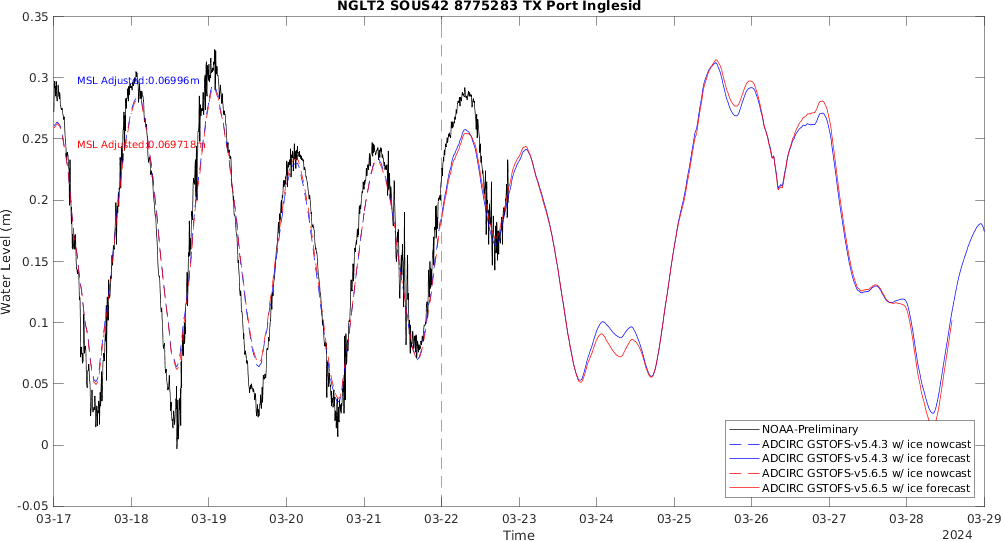 NGLT2 SOUS42 8775283 TX Port Inglesid
0.35
0.3
0.25
0.2
0.15
0.1
0.05
0
-0.05
Water Level (m)
MSL Adjusted:0.06996m
MSL Adjusted:0.069718m
NOAA-Preliminary
ADCIRC GSTOFS-v5.4.3 w/ ice nowcast
ADCIRC GSTOFS-v5.4.3 w/ ice forecast
ADCIRC GSTOFS-v5.6.5 w/ ice nowcast
ADCIRC GSTOFS-v5.6.5 w/ ice forecast
03-17 03-18 03-19 03-20 03-21 03-22 03-23 03-24 03-25 03-26 03-27 03-28 03-29
Time
2024